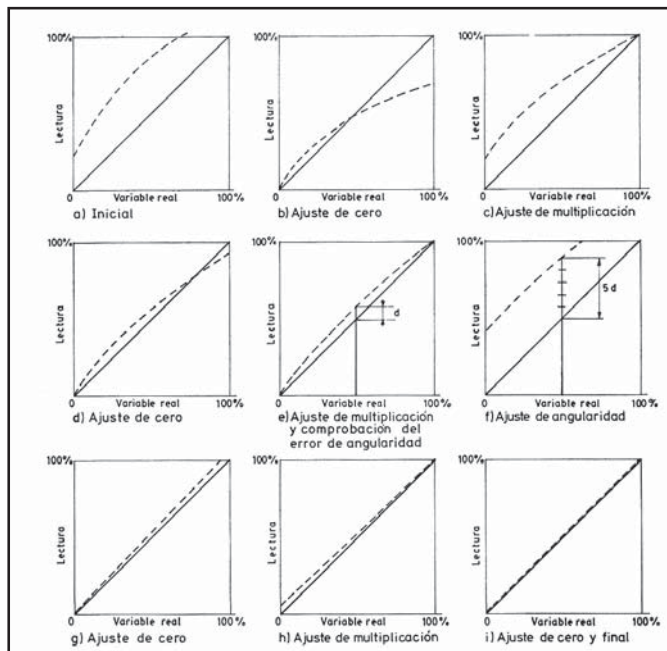 100%
Lectura
0
Variable real
100%
a) Inicial
100%
Lectura
0
Variable real
100%
b) Ajuste de cero
100%
Lectura
0
Variable real
100%
c) Ajuste de multiplicación
100%
Lectura
0
Variable real
100%
d) Ajuste de cero
100%
Lectura
d
0
Variable real
100%
e) Ajuste de multiplicación
y comprobación del
error de angularidad
100%
Lectura
5 d
0
Variable real
100%
f) Ajuste de angularidad
100%
Lectura
0
Variable real
100%
g) Ajuste de cero
100%
Lectura
0
Variable real
100%
h) Ajuste de multiplicación
100%
Lectura
0
Variable real
100%
i) Ajuste de cero y final